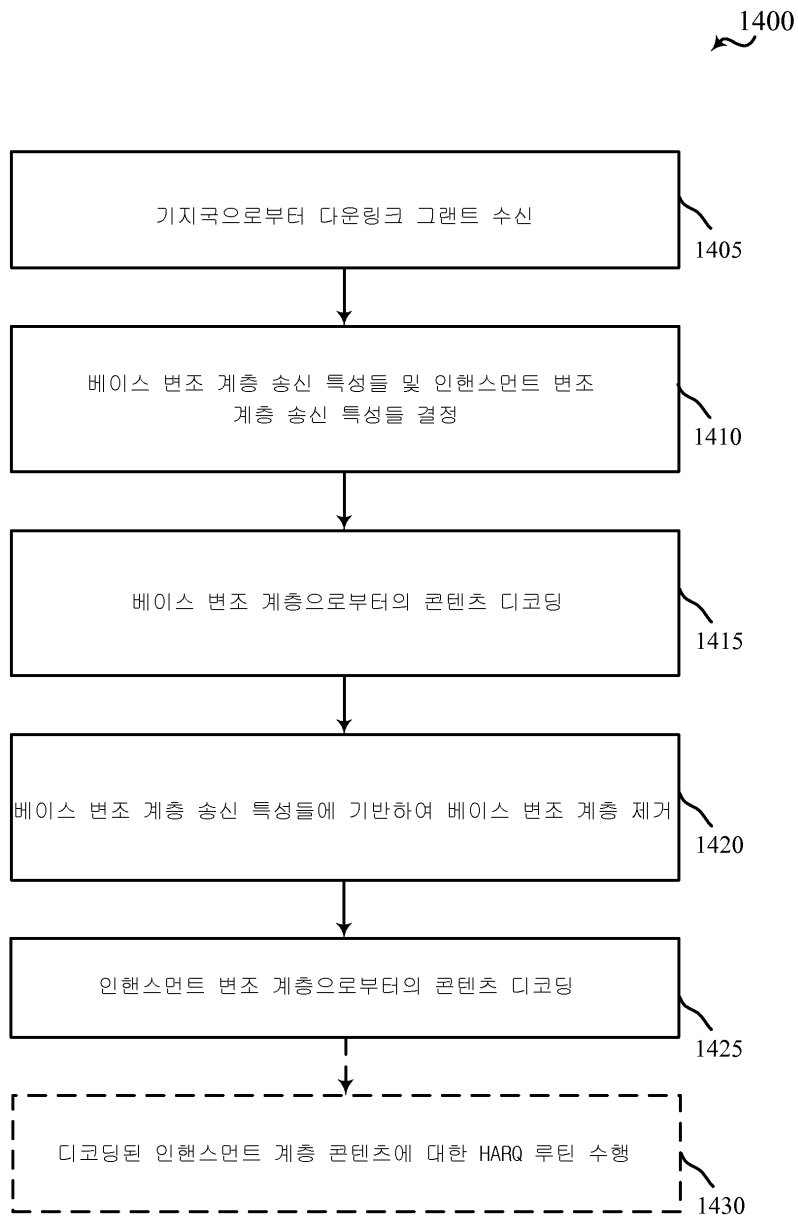 1400
기지국으로부터 다운링크 그랜트 수신
1405
베이스 변조 계층 송신 특성들 및 인핸스먼트 변조
계층 송신 특성들 결정
1410
베이스 변조 계층으로부터의 콘텐츠 디코딩
1415
베이스 변조 계층 송신 특성들에 기반하여 베이스 변조 계층 제거
1420
인핸스먼트 변조 계층으로부터의 콘텐츠 디코딩
1425
디코딩된 인핸스먼트 계층 콘텐츠에 대한 HARQ 루틴 수행
1430